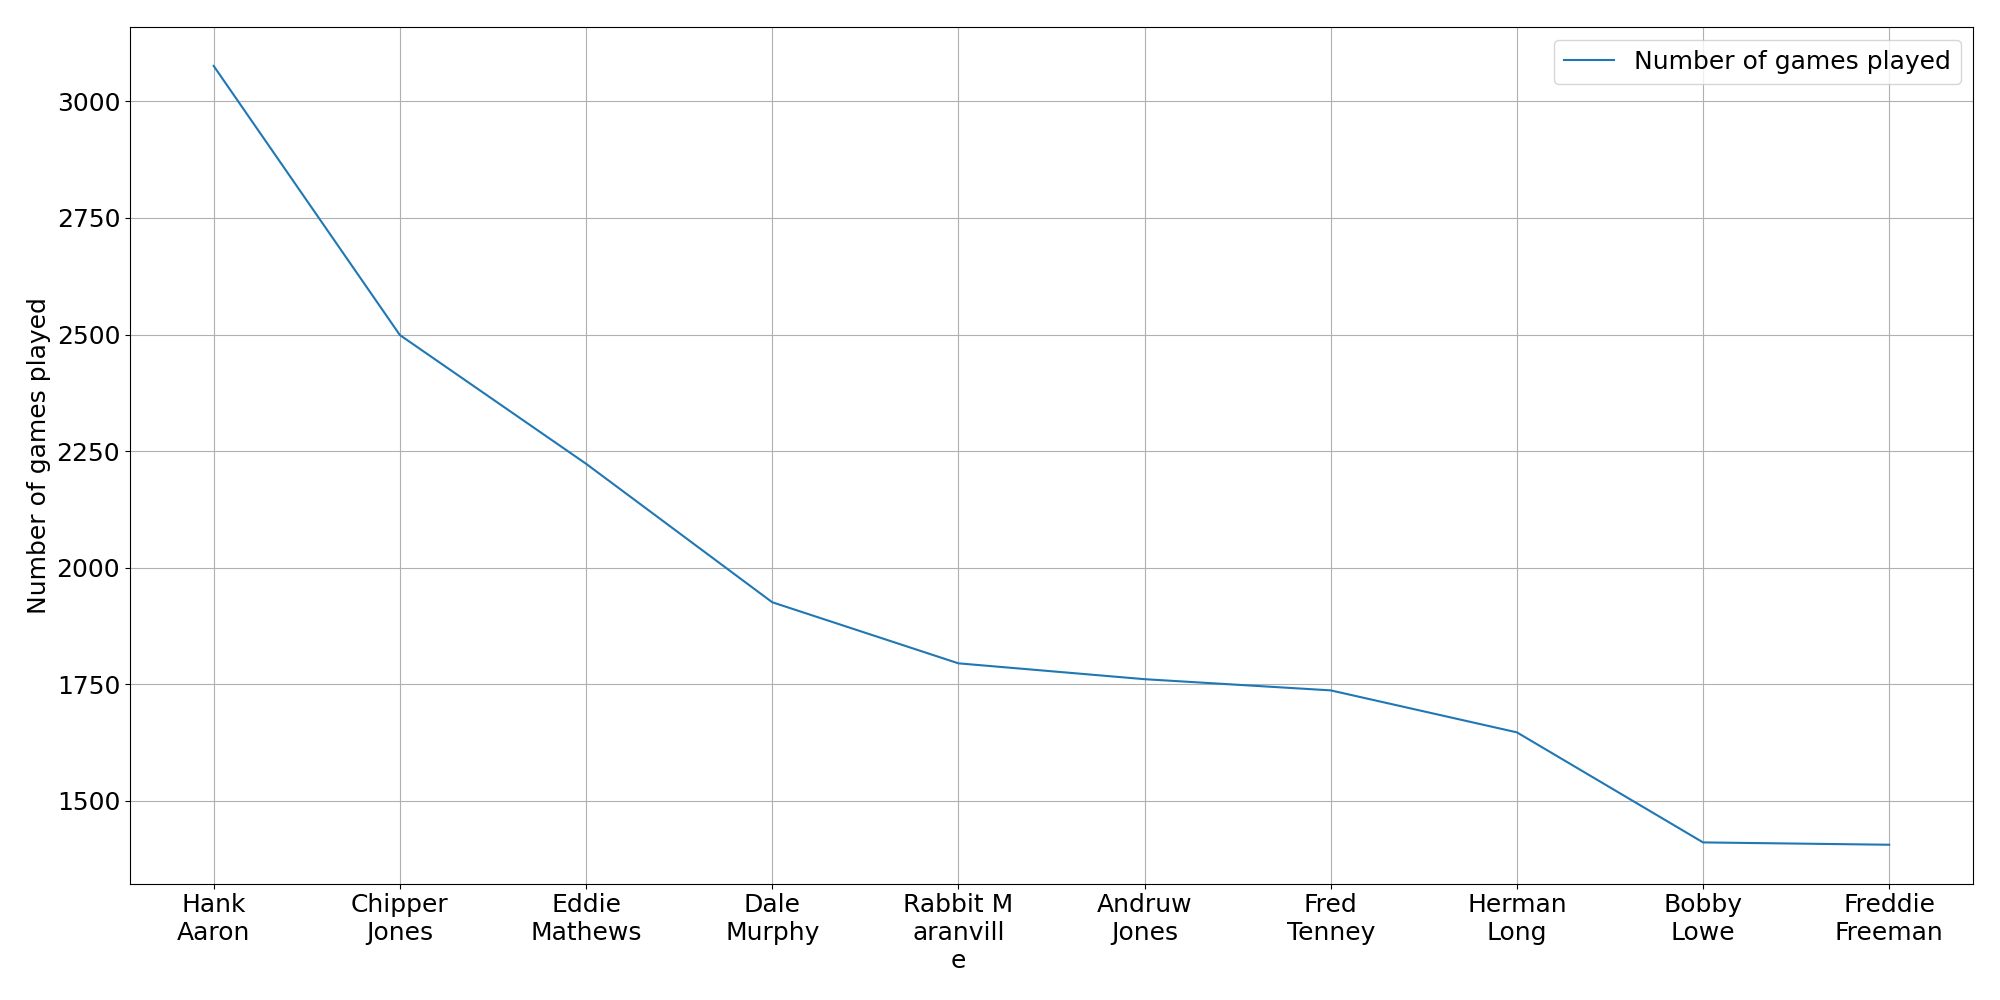 Number of games played
Number of games played
3000
2750
2500
2250
2000
1750
1500
Hank
Aaron
Chipper
Jones
Eddie
Mathews
Dale
Murphy
Rabbit M
aranvill
e
Andruw
Jones
Fred
Tenney
Herman
Long
Bobby
Lowe
Freddie
Freeman